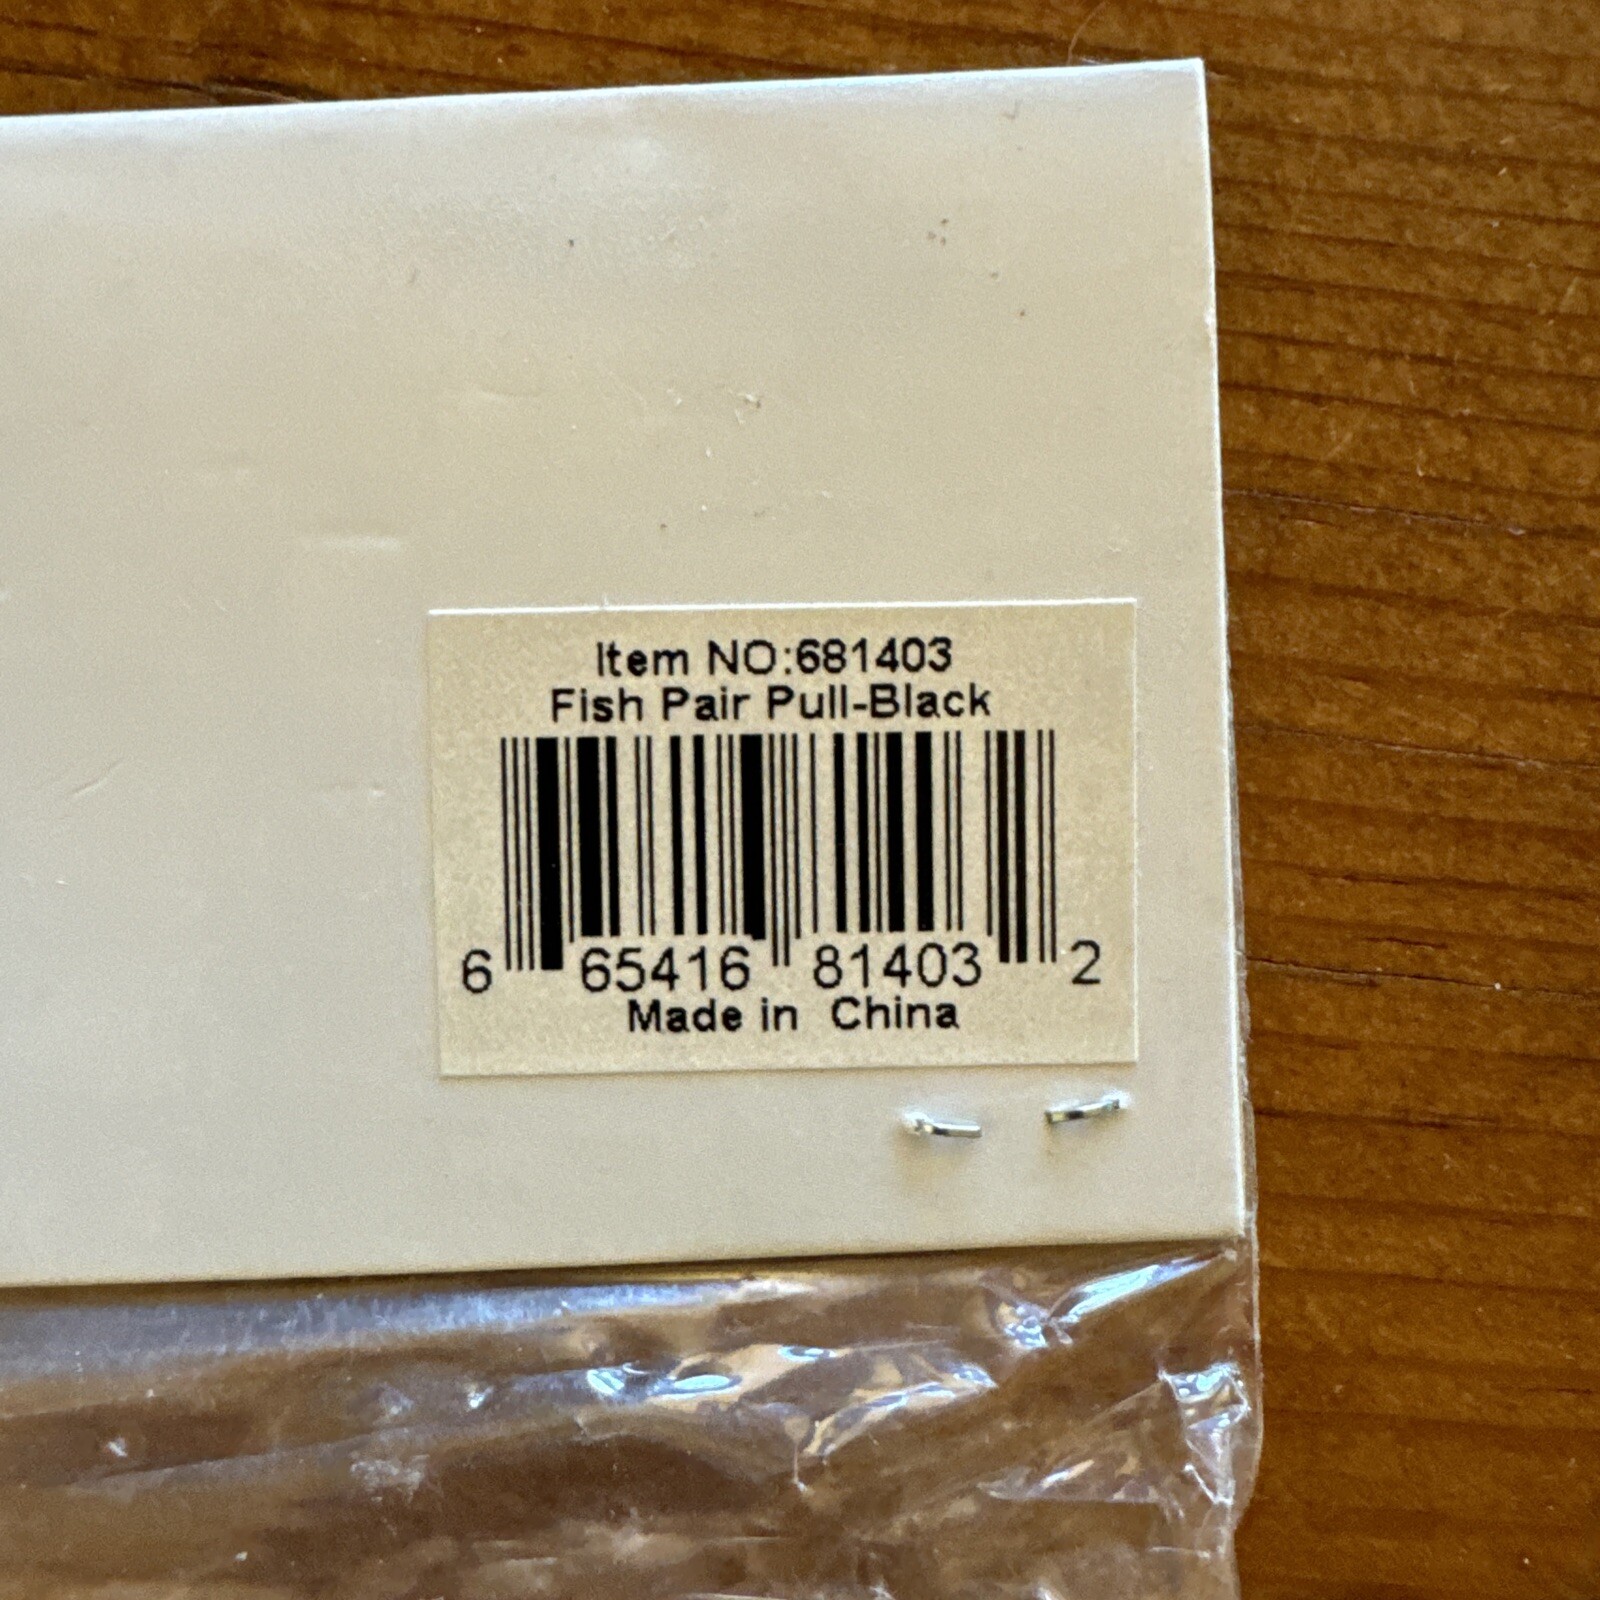 Item NO:681403
Fish Pair Pull-Black
6 65416 81403 2
Made in China